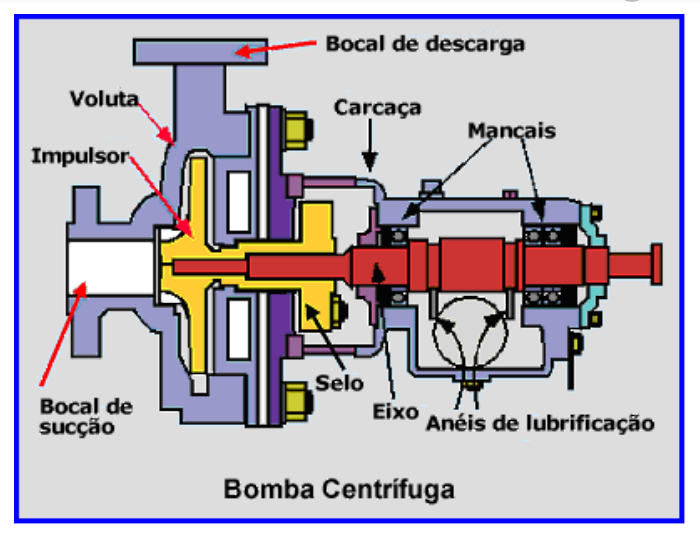 Bocal de descarga
Voluta
Carcaça
Mancais
Impulsor
Selo
Eixo
Anéis de lubrificação
Bocal de
sucção
Bomba Centrífuga